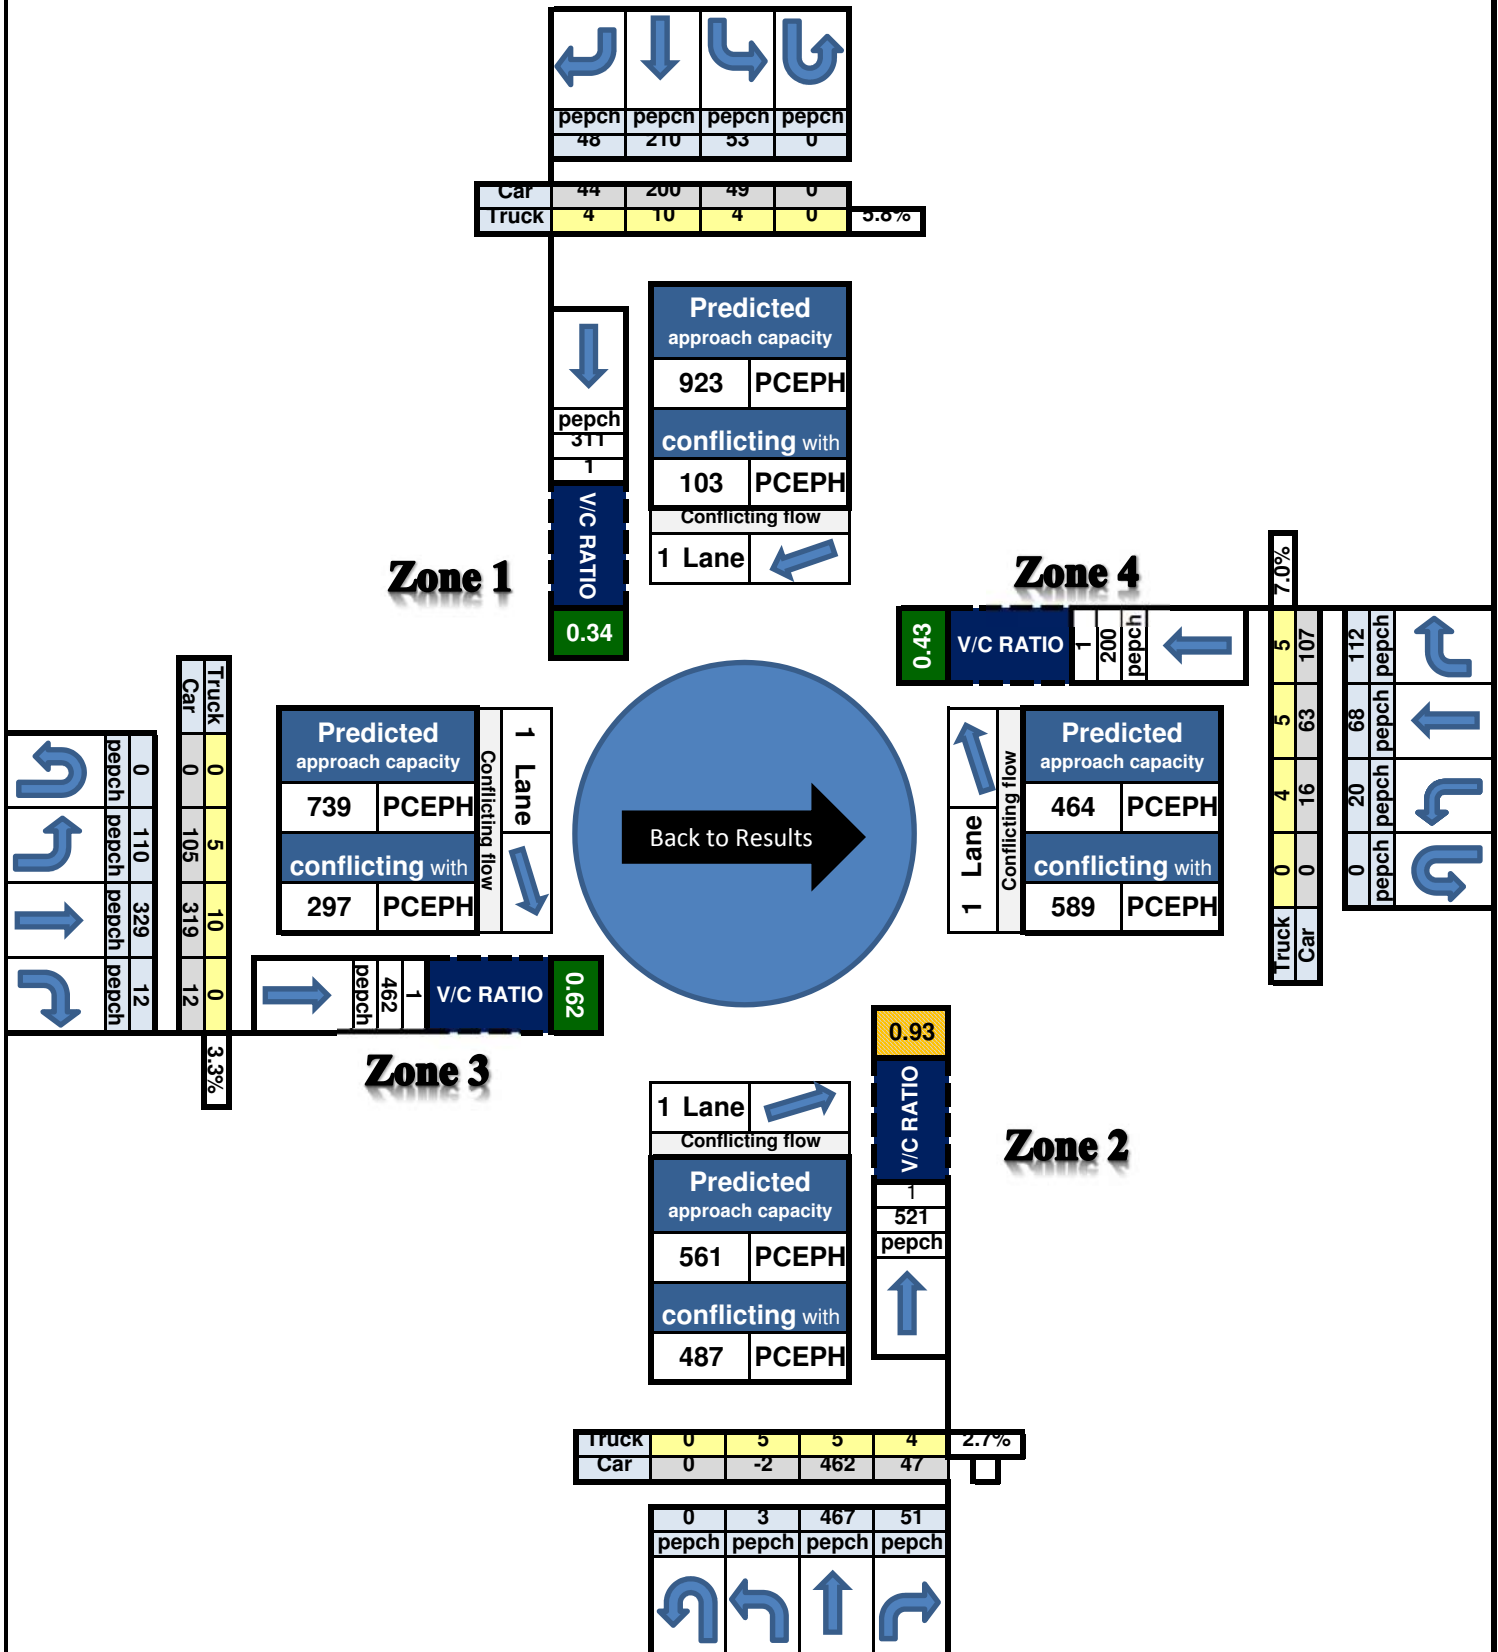 pepch pepch pepch pepch
48 210 53 0
Car 44 200 49 0
Truck 4 10 4 0 5.8%
Predicted
approach capacity
923 PCEPH
conflicting with
103 PCEPH
Conflicting flow
1 Lane
pepch
311
1
V/C RATIO
0.34
Zone 1
Zone 4
7.0%
0.43 V/C RATIO 1 200 pepch
5 107 112 pepch
5 63 68 pepch
4 16 20 pepch
0 0 0 pepch
Truck Car
1 Lane
Conflicting flow
Predicted
approach capacity
464 PCEPH
conflicting with
589 PCEPH
Truck
Car
pepch 0 0 0
pepch 110 105 5
pepch 329 319 10
pepch 12 12 0
3.3%
Predicted
approach capacity
739 PCEPH
conflicting with
297 PCEPH
Conflicting flow
1 Lane
Back to Results
pepch 462 1 V/C RATIO 0.62
Zone 3
0.93
V/C RATIO
1
521
pepch
Zone 2
1 Lane
Conflicting flow
Predicted
approach capacity
561 PCEPH
conflicting with
487 PCEPH
Truck 0 5 5 4 2.7%
Car 0 -2 462 47
0 3 467 51
pepch pepch pepch pepch